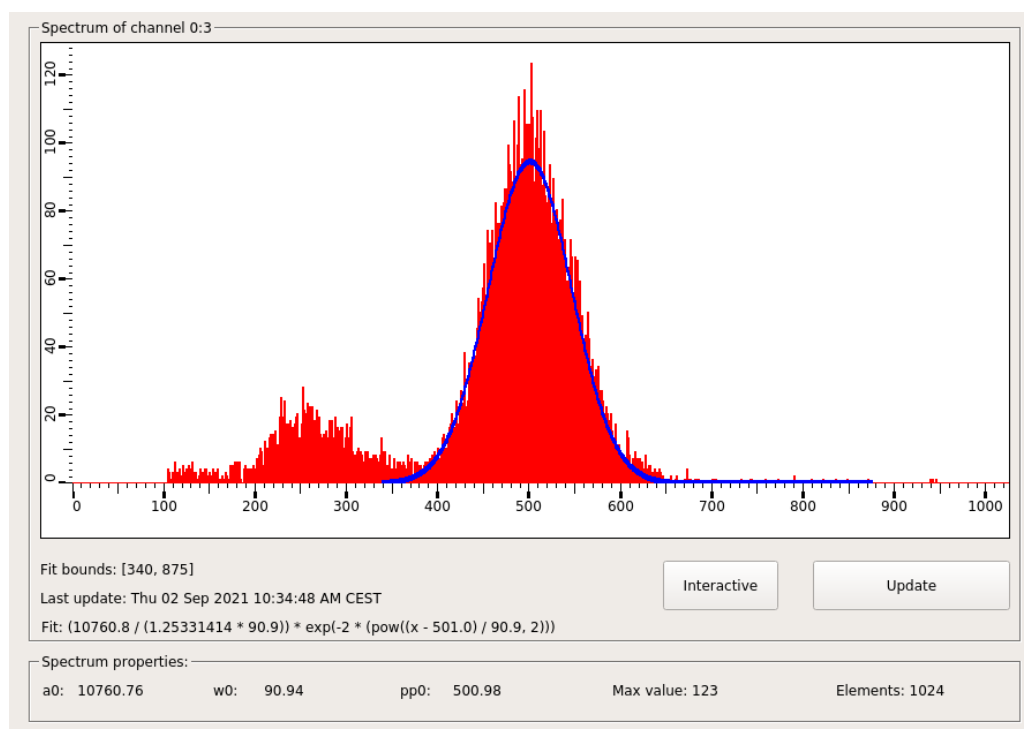 Spectrum of channel 0:3
120
100
80
60
40
20
0
0 100 200 300 400 500 600 700 800 900 1000
Fit bounds: [340, 875]
Interactive
Update
Last update: Thu 02 Sep 2021 10:34:48 AM CEST
Fit: (10760.8 / (1.25331414 * 90.9)) * exp(-2 * (pow((x - 501.0) / 90.9, 2)))
Spectrum properties:
a0: 10760.76 w0: 90.94 pp0: 500.98 Max value: 123 Elements: 1024